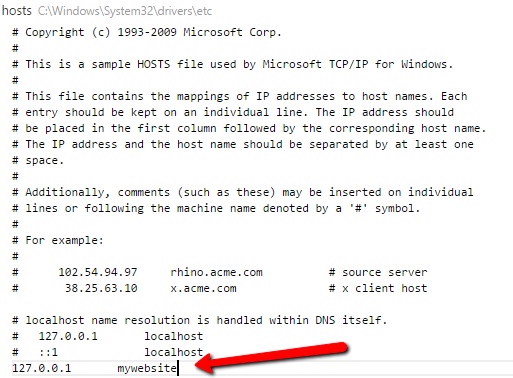 hosts C:\Windows\System32\drivers\etc
# Copyright (c) 1993-2009 Microsoft Corp.
#
# This is a sample HOSTS file used by Microsoft TCP/IP for Windows.
#
# This file contains the mappings of IP addresses to host names. Each
# entry should be kept on an individual line. The IP address should
# be placed in the first column followed by the corresponding host name.
# The IP address and the host name should be separated by at least one
# space.
#
# Additionally, comments (such as these) may be inserted on individual
# lines or following the machine name denoted by a '#' symbol.
#
# For example:
#
#      102.54.94.97     rhino.acme.com          # source server
#       38.25.63.10     x.acme.com              # x client host

# localhost name resolution is handled within DNS itself.
#   127.0.0.1       localhost
#   ::1             localhost
127.0.0.1       mywebsite